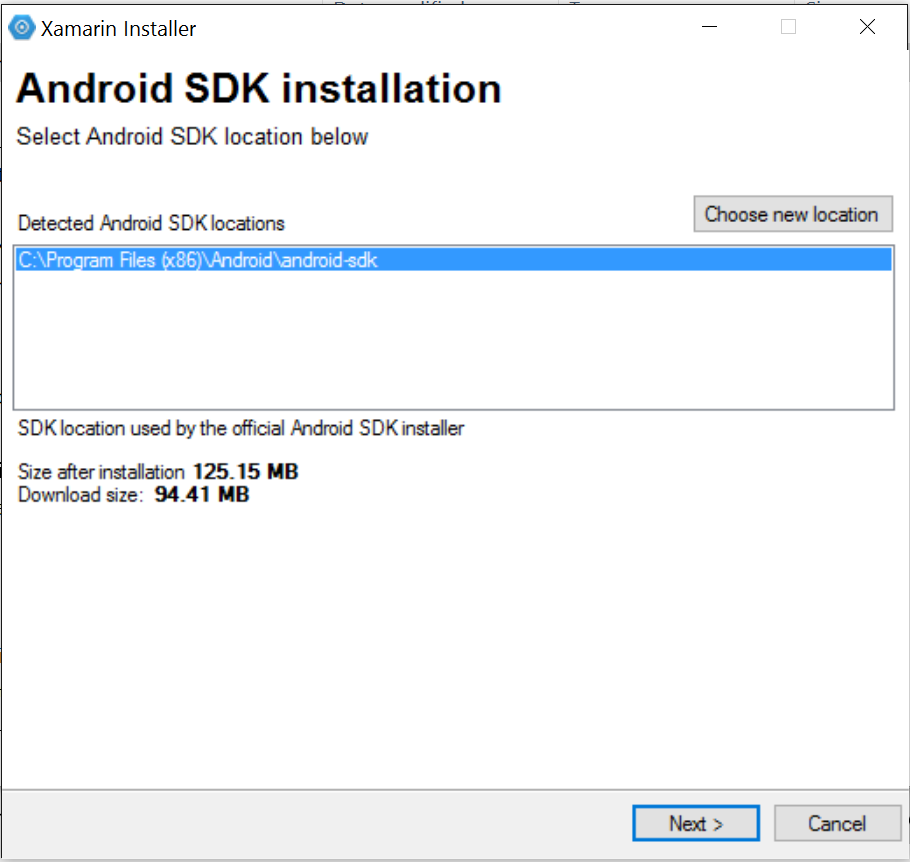 Xamarin Installer
Android SDK installation
Select Android SDK location below
Choose new location
Detected Android SDK locations
C:\Program Files (x86)\Android\android-sdk
SDK location used by the official Android SDK installer
Size after installation 125.15 MB
Download size: 94.41 MB
Next >
Cancel